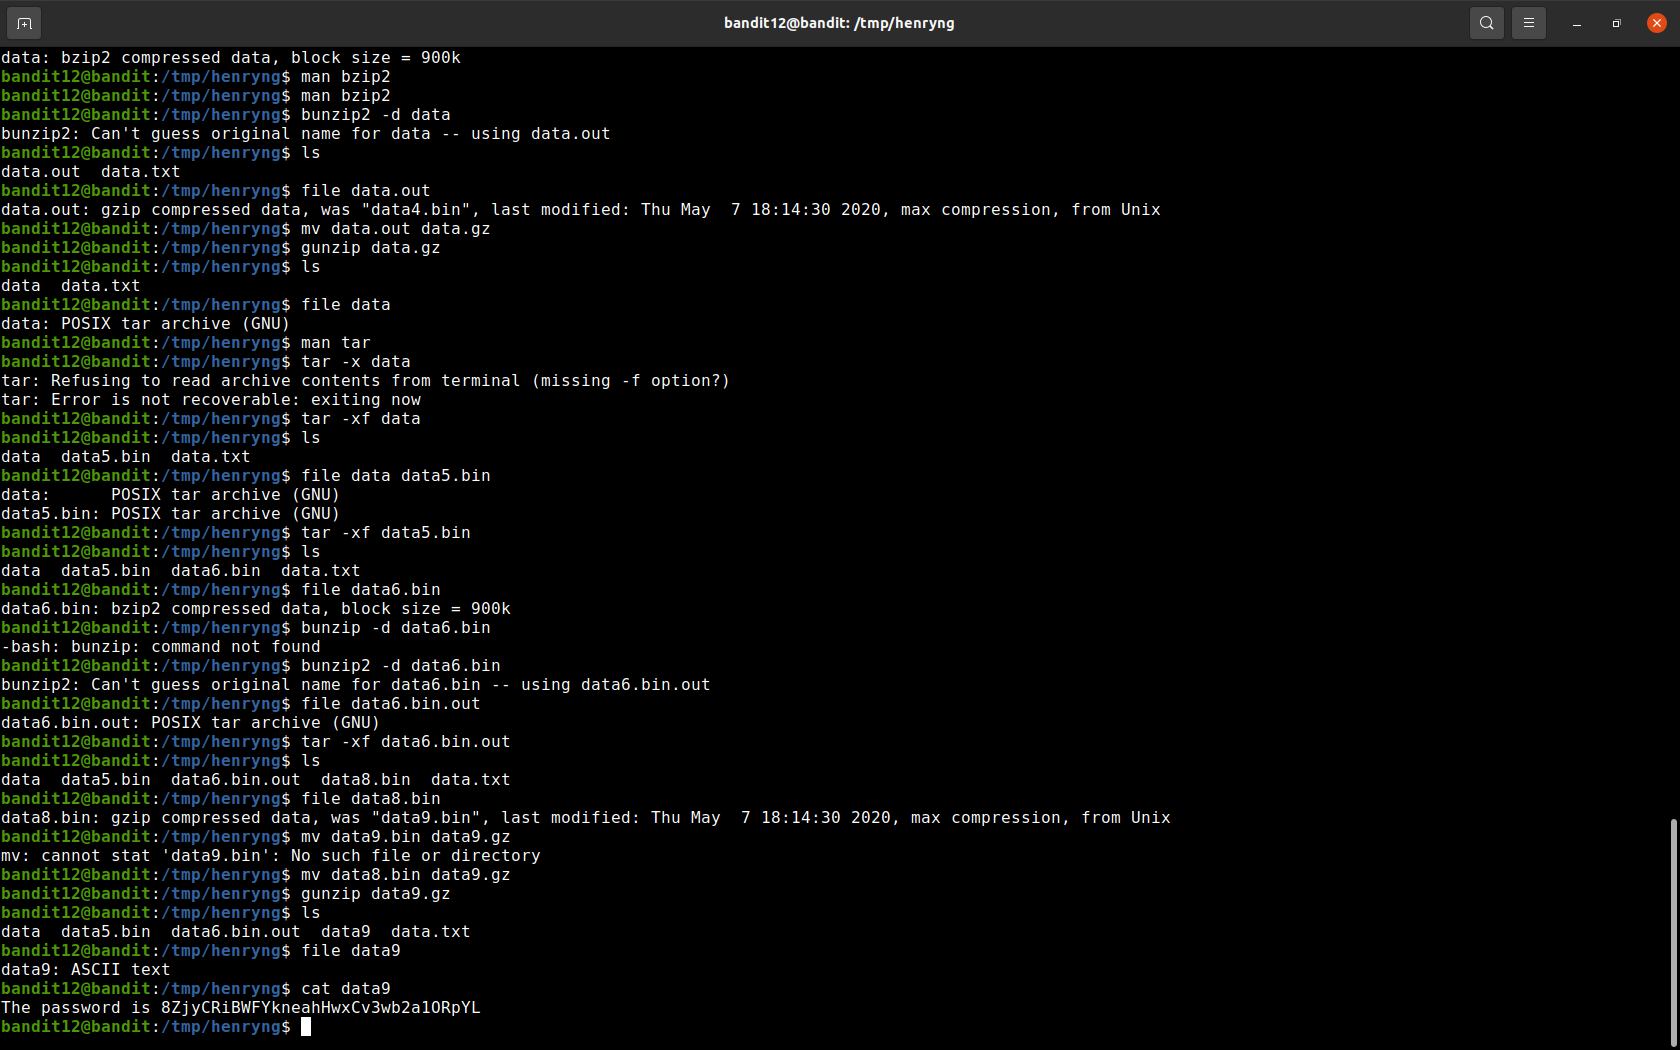 bandit12@bandit: /tmp/henryng
data: bzip2 compressed data, block size = 900k
bandit12@bandit:/tmp/henryng$ man bzip2
bandit12@bandit:/tmp/henryng$ man bzip2
bandit12@bandit:/tmp/henryng$ bunzip2 -d data
bunzip2: Can't guess original name for data -- using data.out
bandit12@bandit:/tmp/henryng$ ls
data.out  data.txt
bandit12@bandit:/tmp/henryng$ file data.out
data.out: gzip compressed data, was "data4.bin", last modified: Thu May  7 18:14:30 2020, max compression, from Unix
bandit12@bandit:/tmp/henryng$ mv data.out data.gz
bandit12@bandit:/tmp/henryng$ gunzip data.gz
bandit12@bandit:/tmp/henryng$ ls
data  data.txt
bandit12@bandit:/tmp/henryng$ file data
data: POSIX tar archive (GNU)
bandit12@bandit:/tmp/henryng$ man tar
bandit12@bandit:/tmp/henryng$ tar -x data
tar: Refusing to read archive contents from terminal (missing -f option?)
tar: Error is not recoverable: exiting now
bandit12@bandit:/tmp/henryng$ tar -xf data
bandit12@bandit:/tmp/henryng$ ls
data  data5.bin  data.txt
bandit12@bandit:/tmp/henryng$ file data data5.bin
data:      POSIX tar archive (GNU)
data5.bin: POSIX tar archive (GNU)
bandit12@bandit:/tmp/henryng$ tar -xf data5.bin
bandit12@bandit:/tmp/henryng$ ls
data  data5.bin  data6.bin  data.txt
bandit12@bandit:/tmp/henryng$ file data6.bin
data6.bin: bzip2 compressed data, block size = 900k
bandit12@bandit:/tmp/henryng$ bunzip -d data6.bin
-bash: bunzip: command not found
bandit12@bandit:/tmp/henryng$ bunzip2 -d data6.bin
bunzip2: Can't guess original name for data6.bin -- using data6.bin.out
bandit12@bandit:/tmp/henryng$ file data6.bin.out
data6.bin.out: POSIX tar archive (GNU)
bandit12@bandit:/tmp/henryng$ tar -xf data6.bin.out
bandit12@bandit:/tmp/henryng$ ls
data  data5.bin  data6.bin.out  data8.bin  data.txt
bandit12@bandit:/tmp/henryng$ file data8.bin
data8.bin: gzip compressed data, was "data9.bin", last modified: Thu May  7 18:14:30 2020, max compression, from Unix
bandit12@bandit:/tmp/henryng$ mv data9.bin data9.gz
mv: cannot stat 'data9.bin': No such file or directory
bandit12@bandit:/tmp/henryng$ mv data8.bin data9.gz
bandit12@bandit:/tmp/henryng$ gunzip data9.gz
bandit12@bandit:/tmp/henryng$ ls
data  data5.bin  data6.bin.out  data9  data.txt
bandit12@bandit:/tmp/henryng$ file data9
data9: ASCII text
bandit12@bandit:/tmp/henryng$ cat data9
The password is 8ZjyCRiBWFYkneahHwxCv3wb2a1ORpYL
bandit12@bandit:/tmp/henryng$